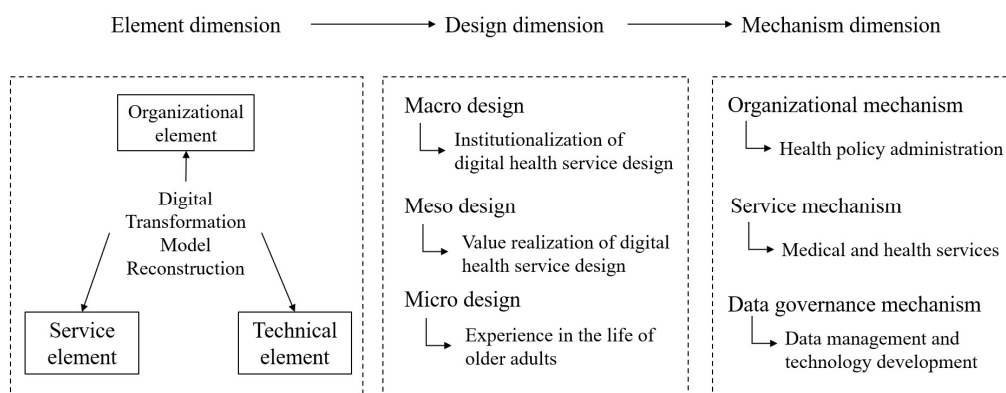 Element dimension
Design dimension
Mechanism dimension
Organizational
element
Digital
Transformation
Model
Reconstruction
Service
element
Technical
element
Macro design
Institutionalization of
digital health service design
Meso design
Value realization of digital
health service design
Micro design
Experience in the life of
older adults
Organizational mechanism
Health policy administration
Service mechanism
Medical and health services
Data governance mechanism
Data management and
technology development